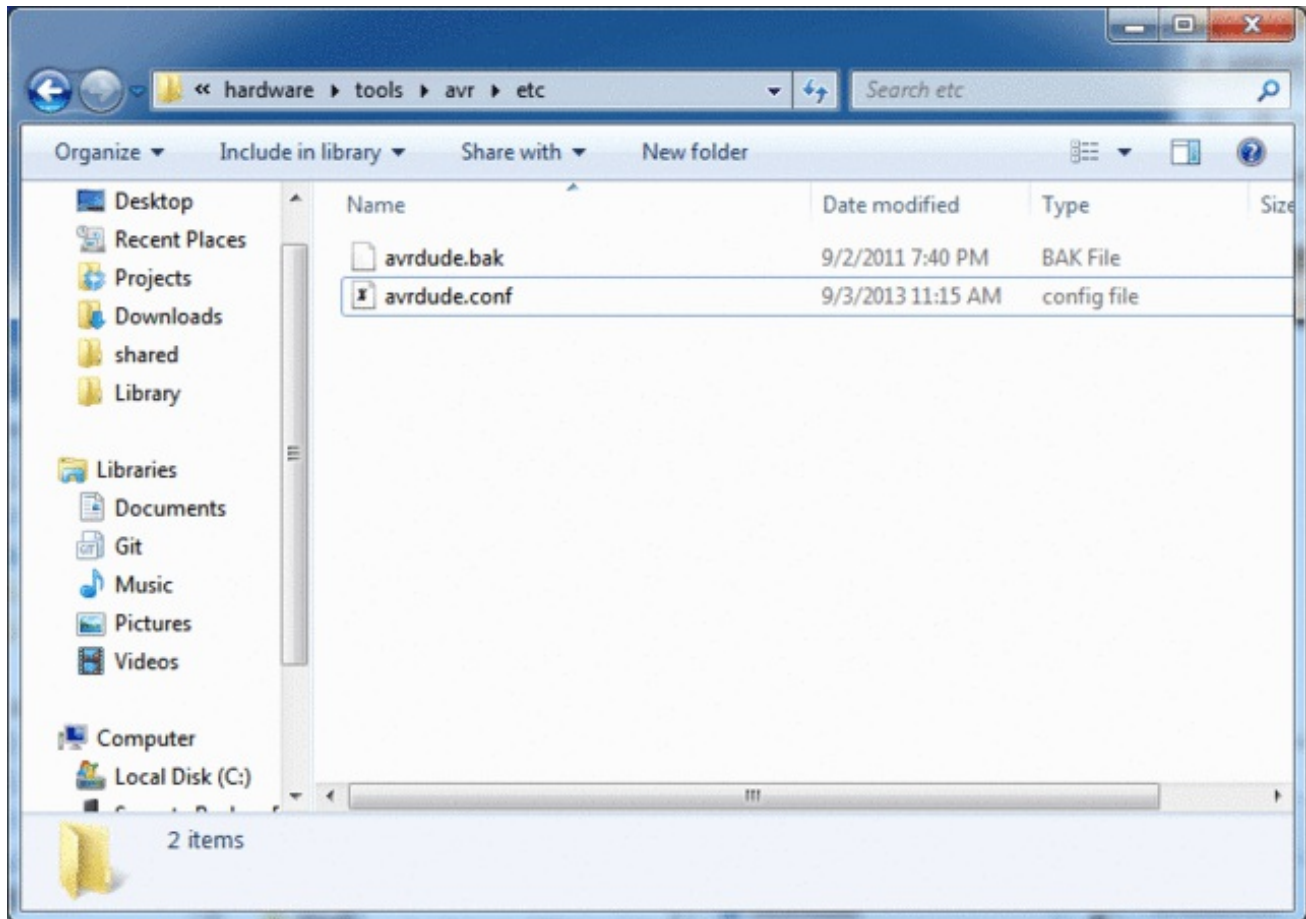 « hardware ▸ tools ▸ avr ▸ etc
Search etc
Organize ▾ Include in library ▾ Share with ▾ New folder
Desktop
Recent Places
Projects
Downloads
shared
Library
Libraries
Documents
GIT Git
Music
Pictures
Videos
Computer
Local Disk (C:)
Name Date modified Type Size
avrdude.bak 9/2/2011 7:40 PM BAK File
avrdude.conf 9/3/2013 11:15 AM config file
2 items